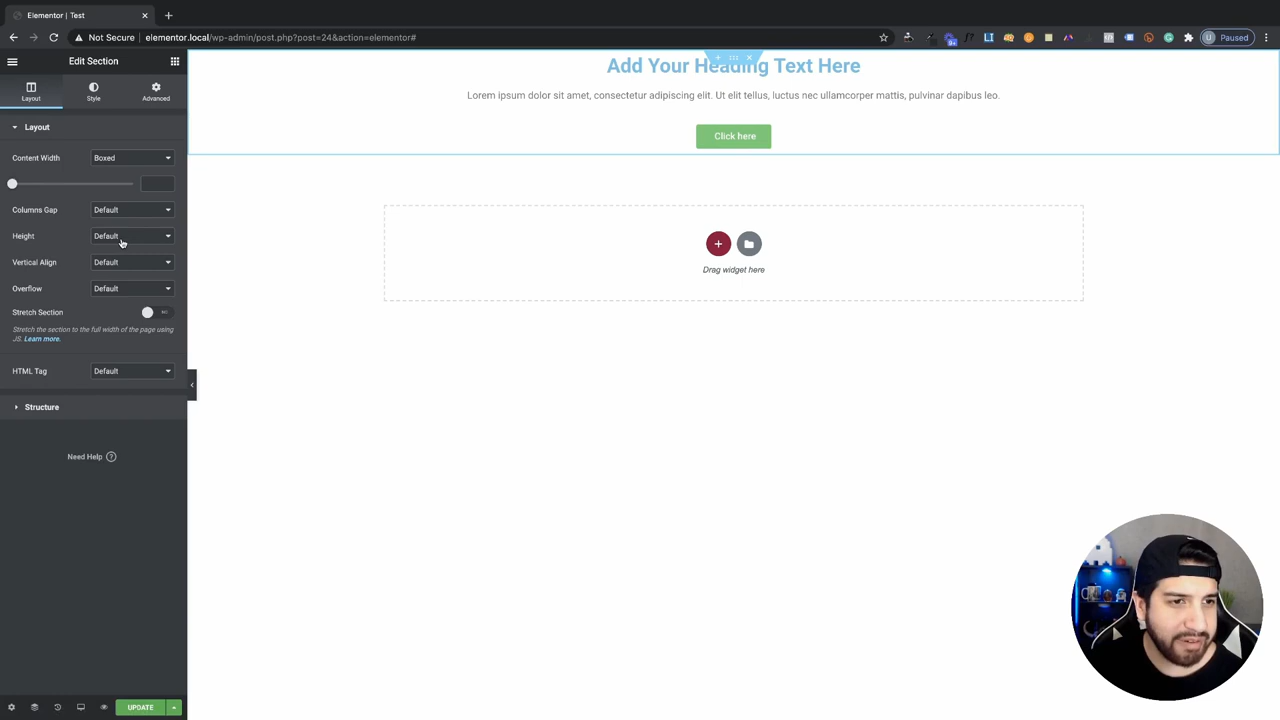 Elementor | Test
Not Secure elementor.local/wp-admin/post.php?post=24&action=elementor#
Paused
Edit Section
Layout Style Advanced
Layout
Content Width Boxed
Columns Gap Default
Height Default
Vertical Align Default
Overflow Default
Stretch Section
Stretch the section to the full width of the page using
JS. Learn more.
HTML Tag Default
Structure
Need Help
UPDATE
Add Your Heading Text Here
Lorem ipsum dolor sit amet, consectetur adipiscing elit. Ut elit tellus, luctus nec ullamcorper mattis, pulvinar dapibus leo.
Click here
Drag widget here